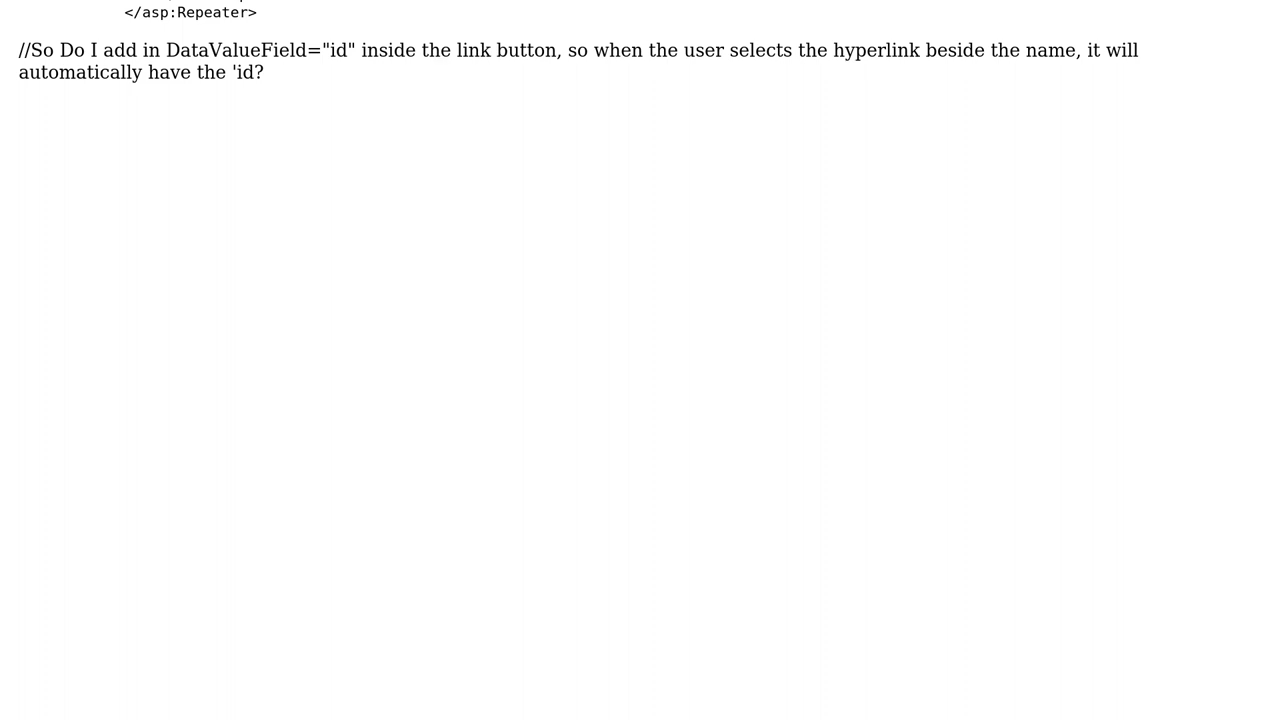 </asp:Repeater>
//So Do I add in DataValueField="id" inside the link button, so when the user selects the hyperlink beside the name, it will
automatically have the 'id?